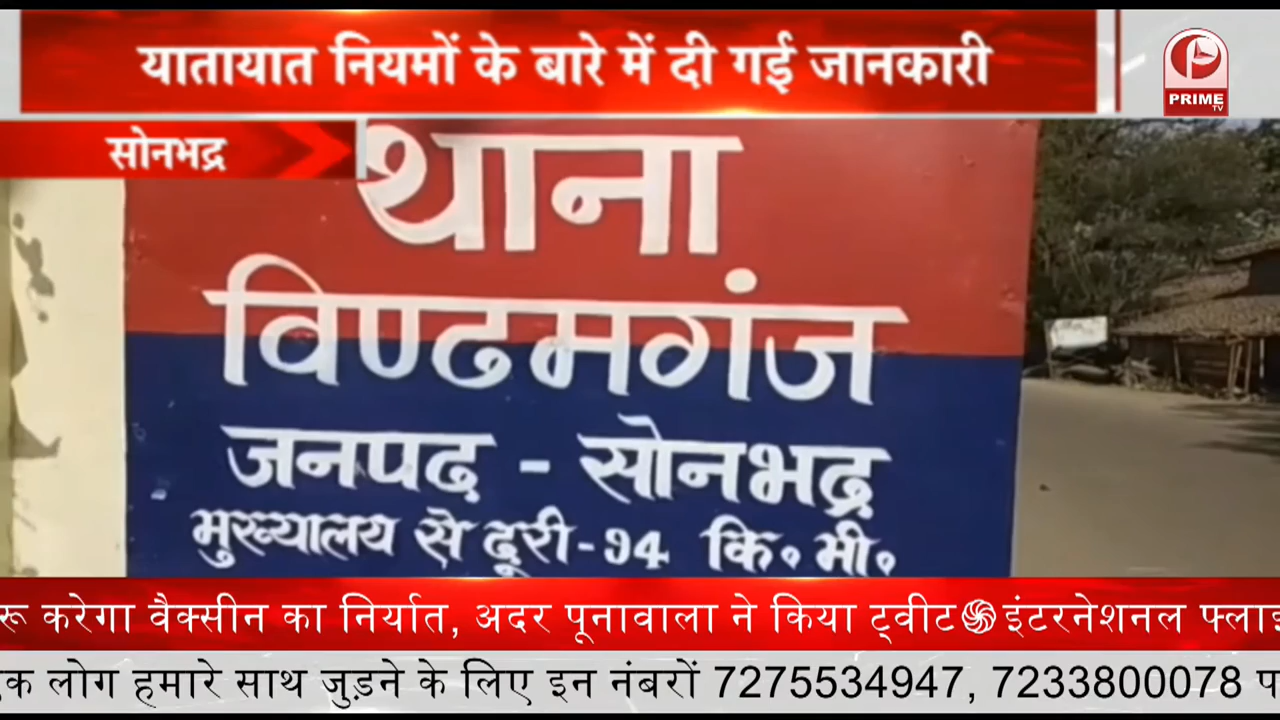 यातायात नियमों के बारे में दी गई जानकारी
PRIME
TV
सोनभद्र
थाना
विण्ढमगंज
जनपद - सोनभद्र
मुख्यालय से दूरी-94 कि॰ मी॰
रू करेगा वैक्सीन का निर्यात, अदर पूनावाला ने किया ट्वीट इंटरनेशनल फ्लाइ
लोग हमारे साथ जुड़ने के लिए इन नंबरों 7275534947, 7233800078 प